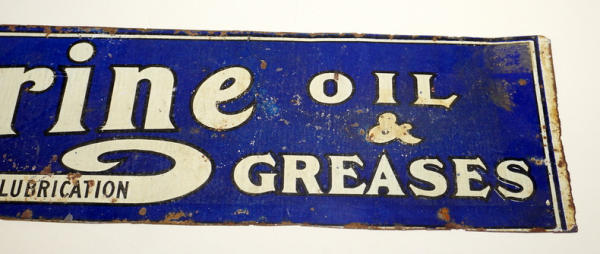 rine OIL
&
LUBRICATION GREASES